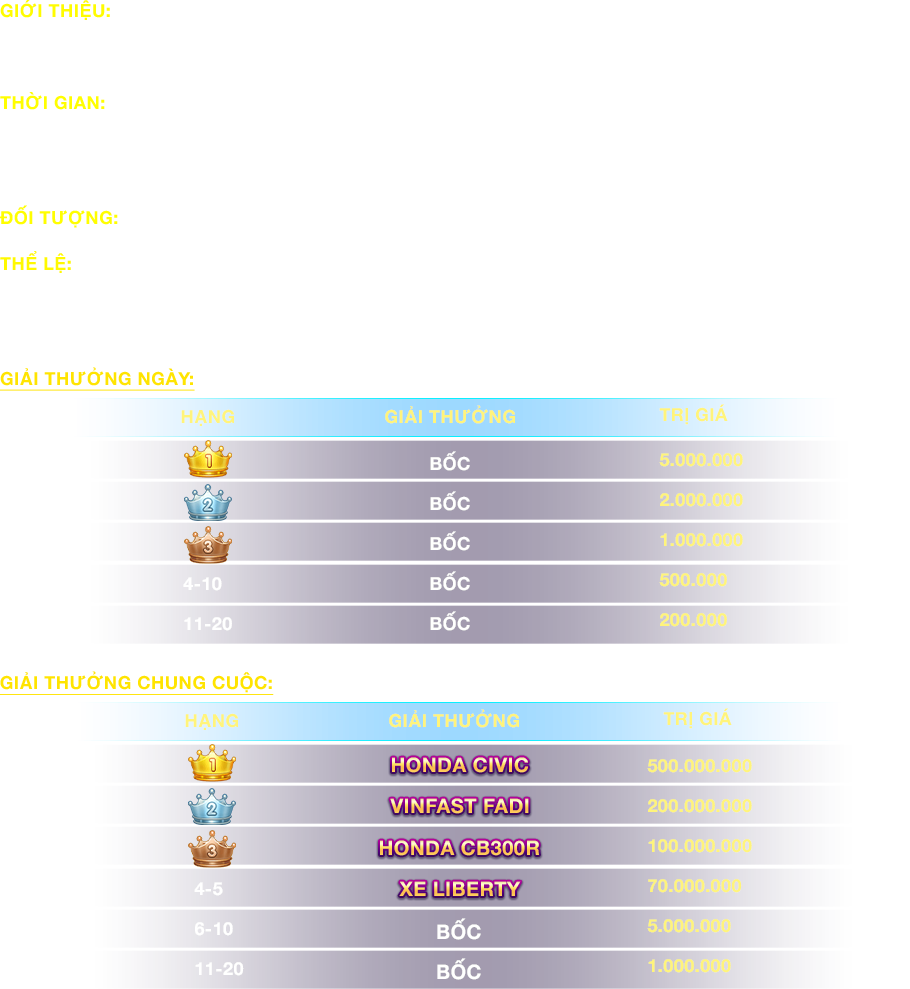 GIỚI THIỆU:
THỜI GIAN:
ĐỐI TƯỢNG:
THỂ LỆ:
GIẢI THƯỞNG NGÀY:
HẠNG GIẢI THƯỞNG TRỊ GIÁ
1 BỐC 5.000.000
2 BỐC 2.000.000
3 BỐC 1.000.000
4-10 BỐC 500.000
11-20 BỐC 200.000
GIẢI THƯỞNG CHUNG CUỘC:
HẠNG GIẢI THƯỞNG TRỊ GIÁ
1 HONDA CIVIC 500.000.000
2 VINFAST FADI 200.000.000
3 HONDA CB300R 100.000.000
4-5 XE LIBERTY 70.000.000
6-10 BỐC 5.000.000
11-20 BỐC 1.000.000